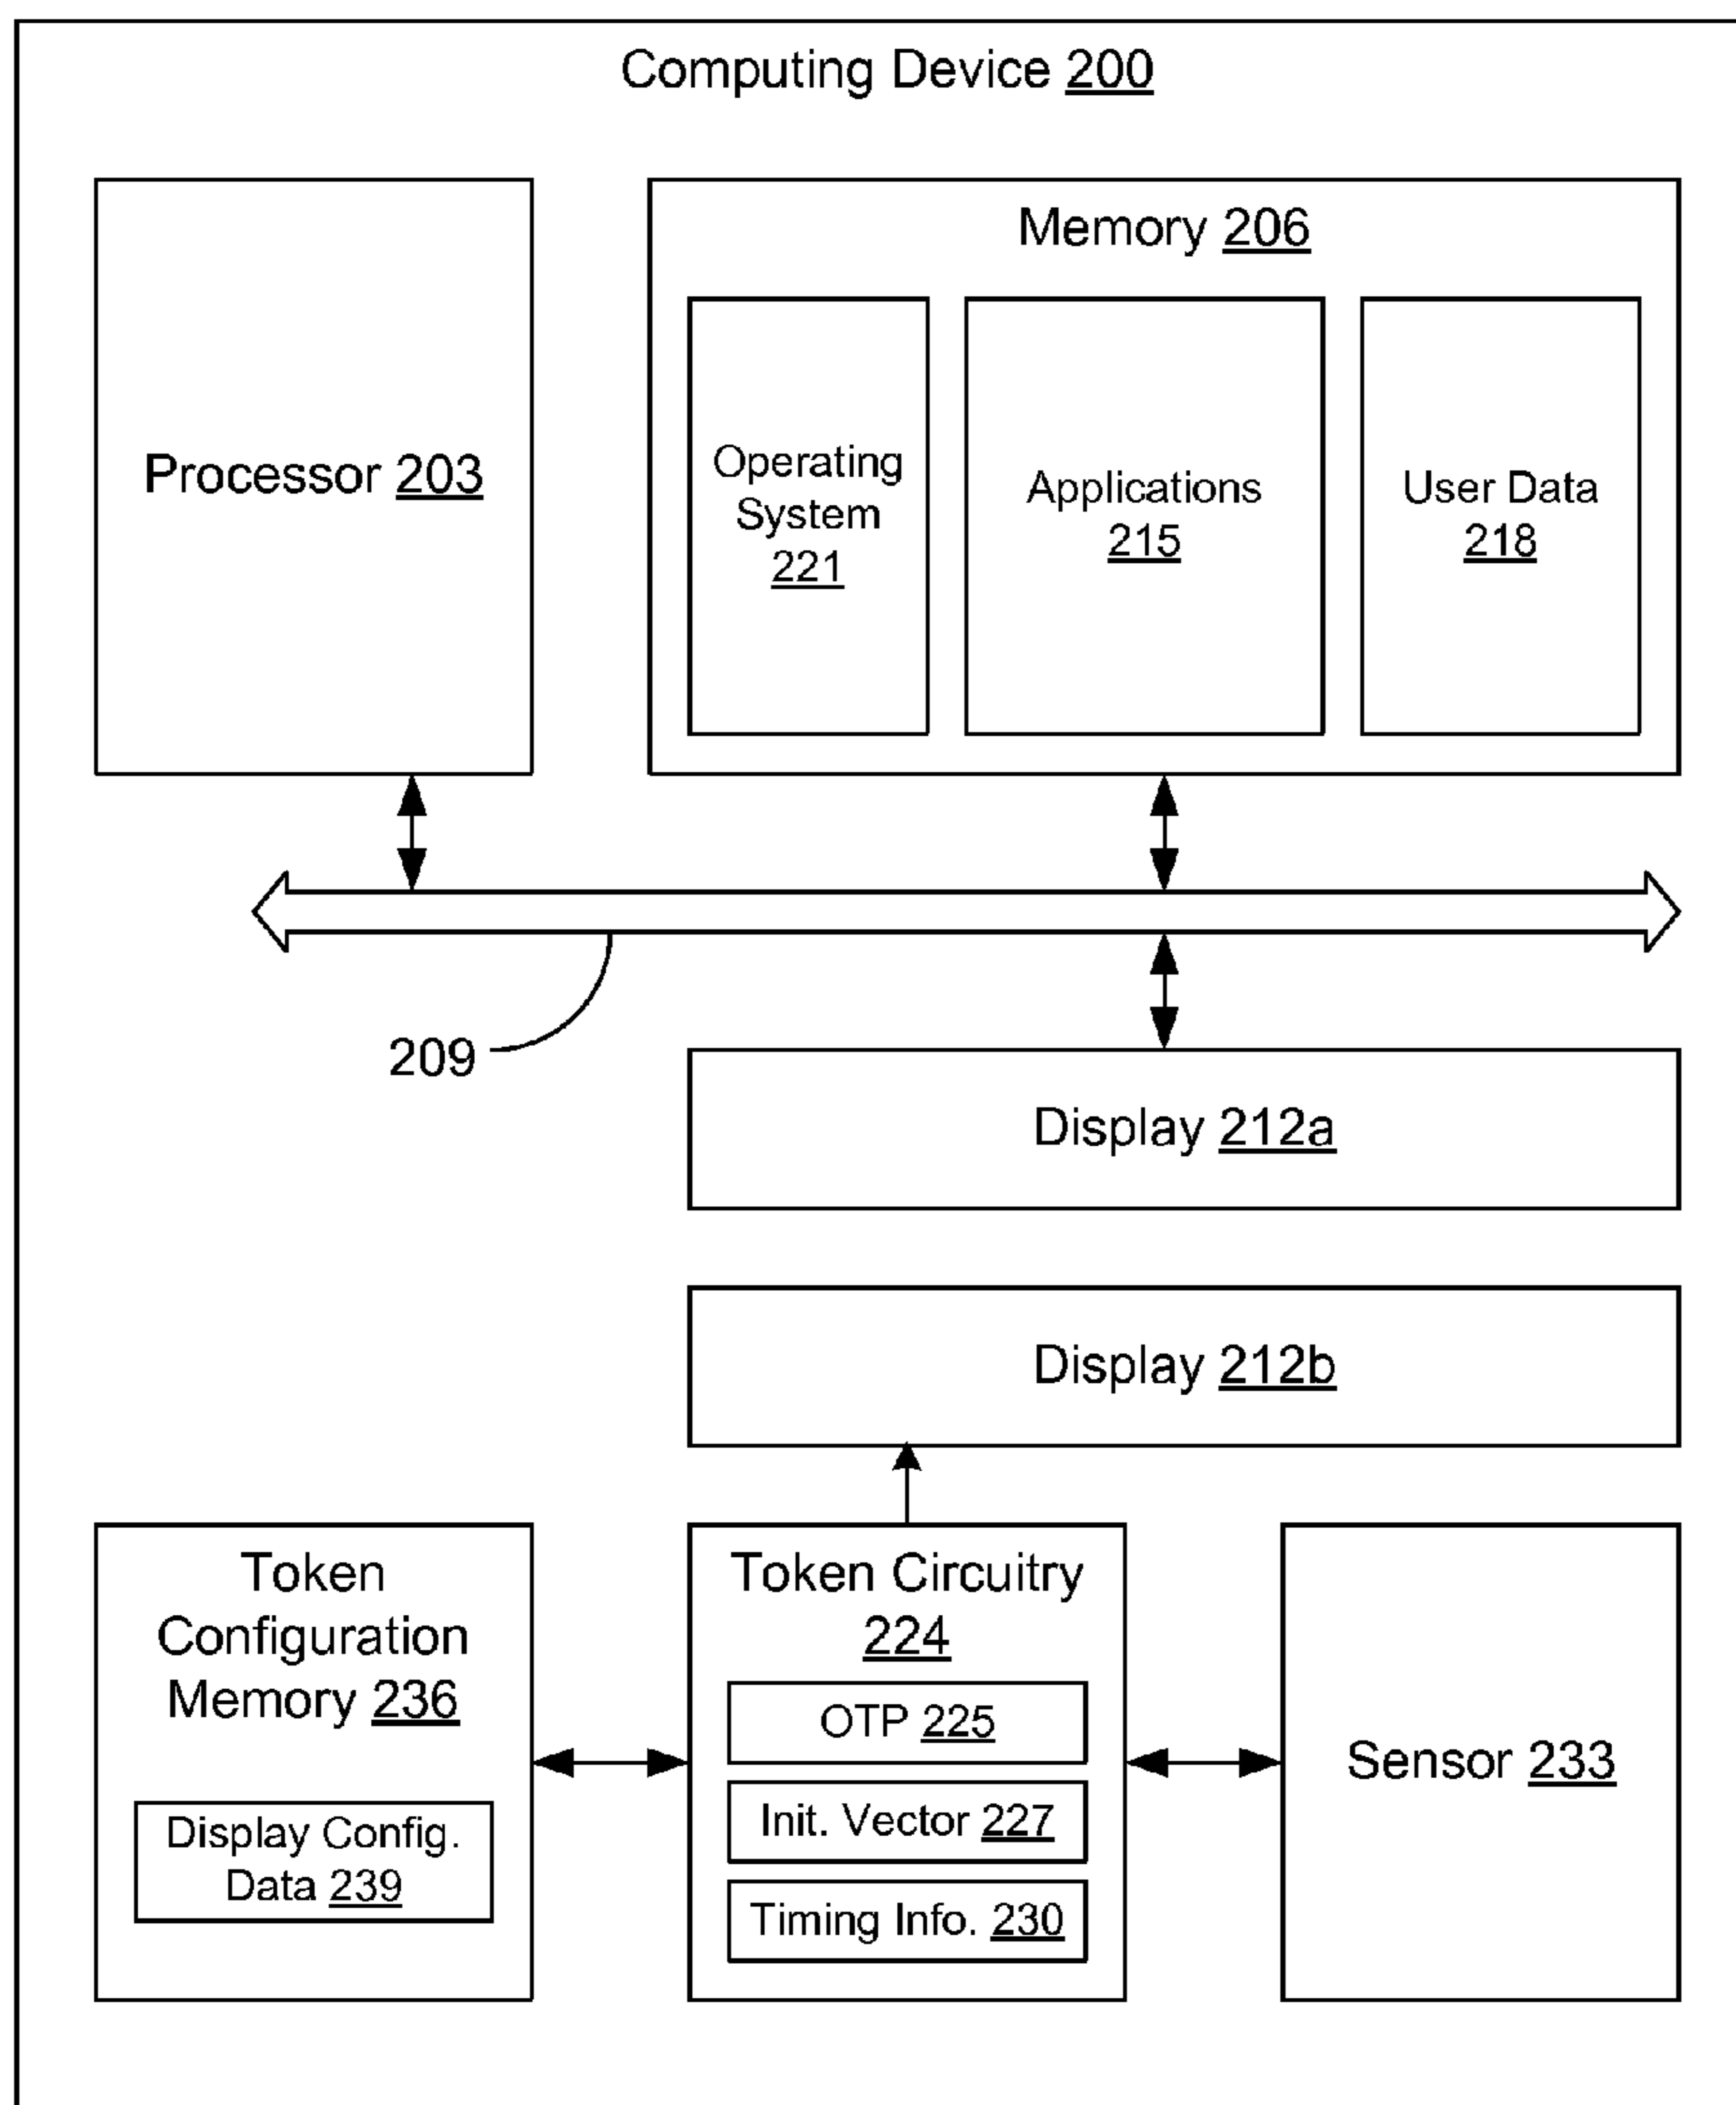 Computing Device 200
Processor 203
Memory 206
Operating
System
221
Applications
215
User Data
218
209
Display 212a
Display 212b
Token
Configuration
Memory 236
Display Config.
Data 239
Token Circuitry
224
OTP 225
Init. Vector 227
Timing Info. 230
Sensor 233